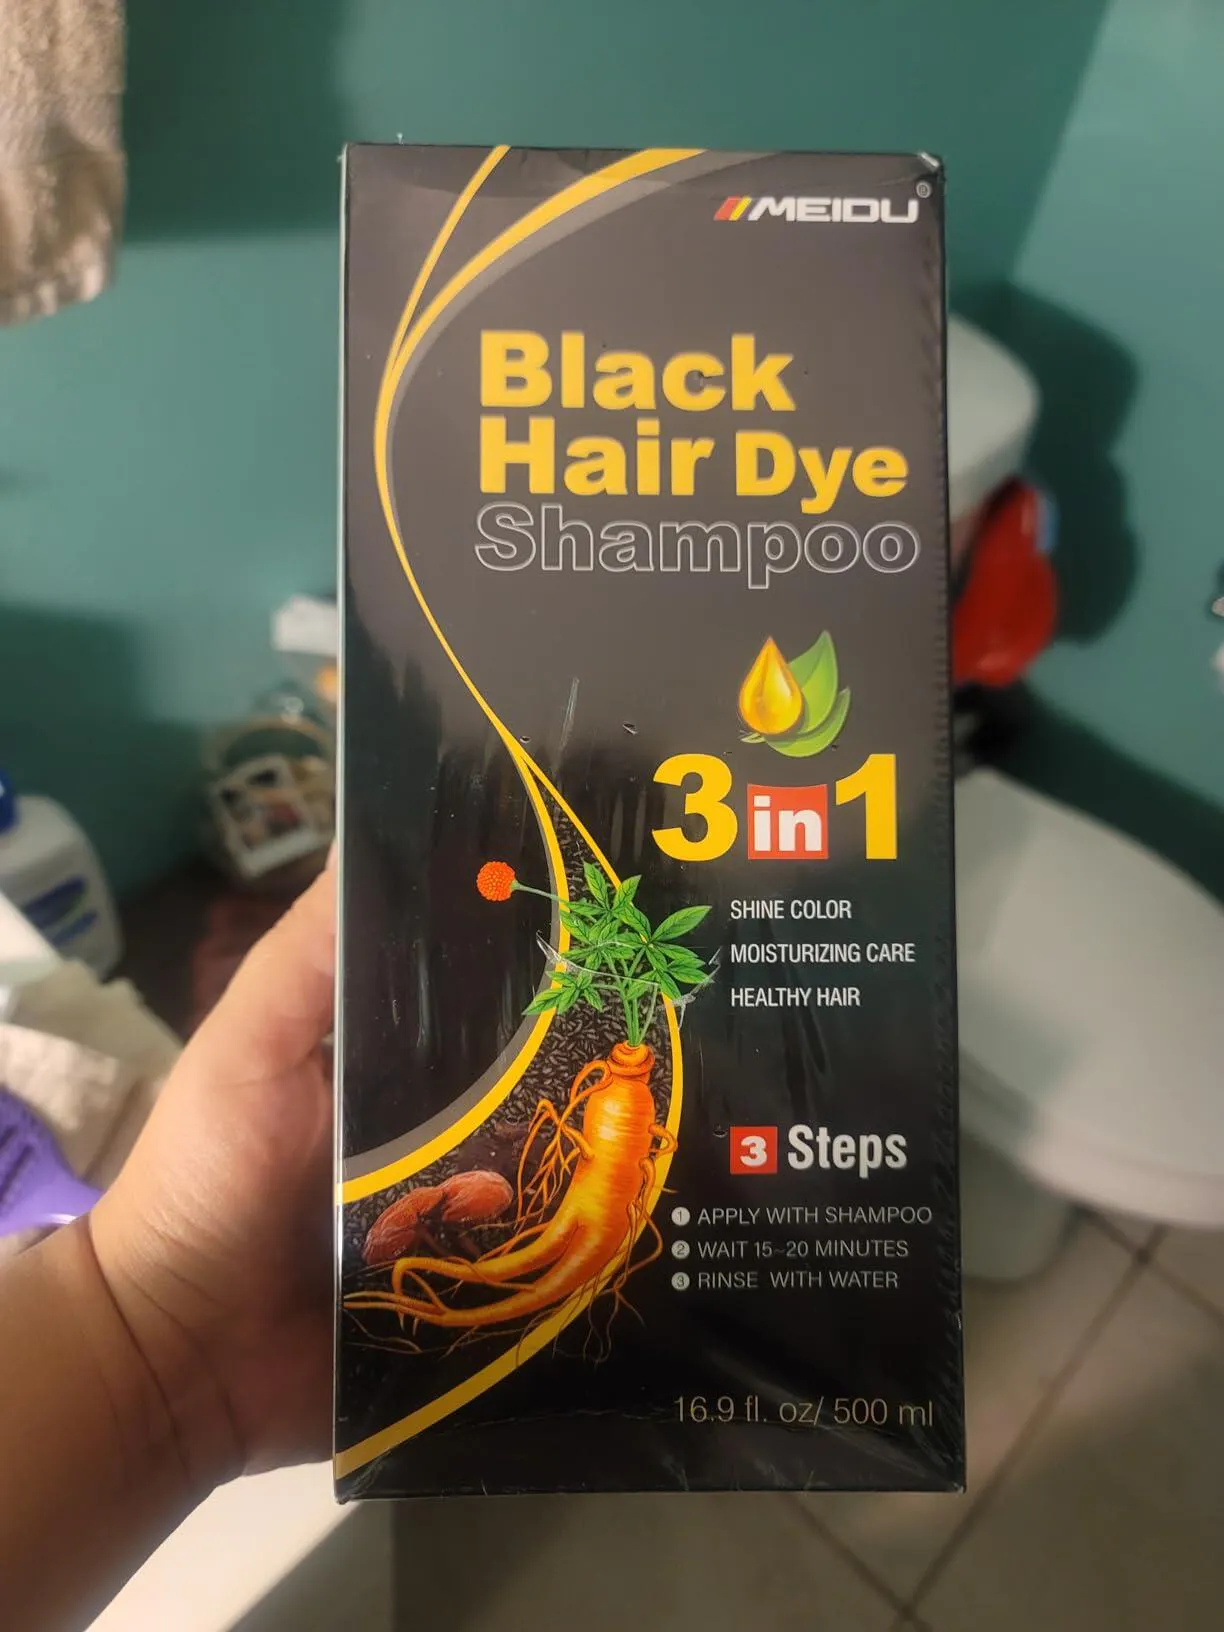 MEIDU®
Black
Hair Dye
Shampoo
3 in 1
SHINE COLOR
MOISTURIZING CARE
HEALTHY HAIR
3 Steps
1 APPLY WITH SHAMPOO
2 WAIT 15~20 MINUTES
3 RINSE WITH WATER
16.9 fl. oz/ 500 ml